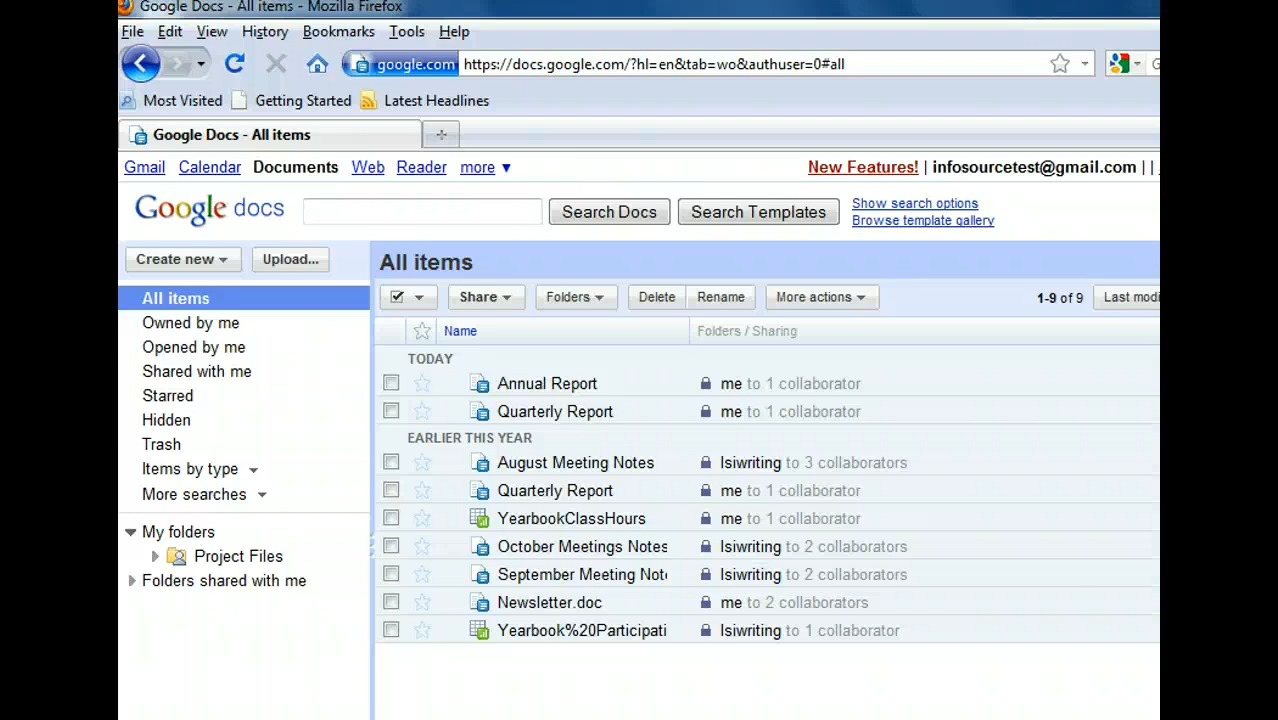 Google Docs - All items - Mozilla Firefox
File Edit View History Bookmarks Tools Help
google.com https://docs.google.com/?hl=en&tab=wo&authuser=0#all
Most Visited Getting Started Latest Headlines
Google Docs - All items
Gmail Calendar Documents Web Reader more ▼ New Features! | infosourcetest@gmail.com | |
Google docs Search Docs Search Templates Show search options
Browse template gallery
Create new Upload... All items
All items Share Folders Delete Rename More actions 1-9 of 9 Last modi
Owned by me Name Folders / Sharing
Opened by me TODAY
Shared with me Annual Report me to 1 collaborator
Starred Quarterly Report me to 1 collaborator
Hidden EARLIER THIS YEAR
Trash August Meeting Notes lsiwriting to 3 collaborators
Items by type Quarterly Report me to 1 collaborator
More searches YearbookClassHours me to 1 collaborator
My folders October Meetings Notes lsiwriting to 2 collaborators
Project Files September Meeting Note lsiwriting to 2 collaborators
Folders shared with me Newsletter.doc me to 2 collaborators
Yearbook%20Participati lsiwriting to 1 collaborator